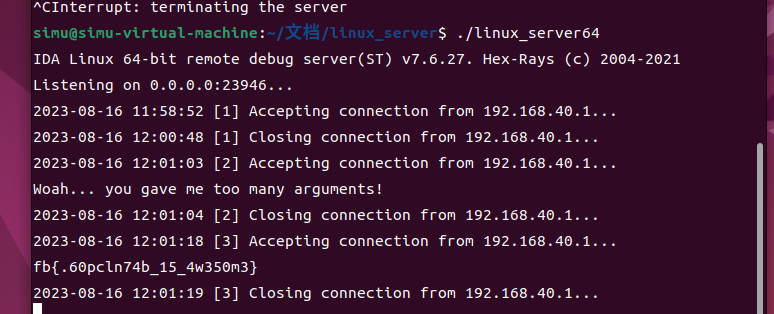 ^CInterrupt: terminating the server
simu@simu-virtual-machine:~/文档/linux_server$ ./linux_server64
IDA Linux 64-bit remote debug server(ST) v7.6.27. Hex-Rays (c) 2004-2021
Listening on 0.0.0.0:23946...
2023-08-16 11:58:52 [1] Accepting connection from 192.168.40.1...
2023-08-16 12:00:48 [1] Closing connection from 192.168.40.1...
2023-08-16 12:01:03 [2] Accepting connection from 192.168.40.1...
Woah... you gave me too many arguments!
2023-08-16 12:01:04 [2] Closing connection from 192.168.40.1...
2023-08-16 12:01:18 [3] Accepting connection from 192.168.40.1...
fb{.60pcln74b_15_4w350m3}
2023-08-16 12:01:19 [3] Closing connection from 192.168.40.1...